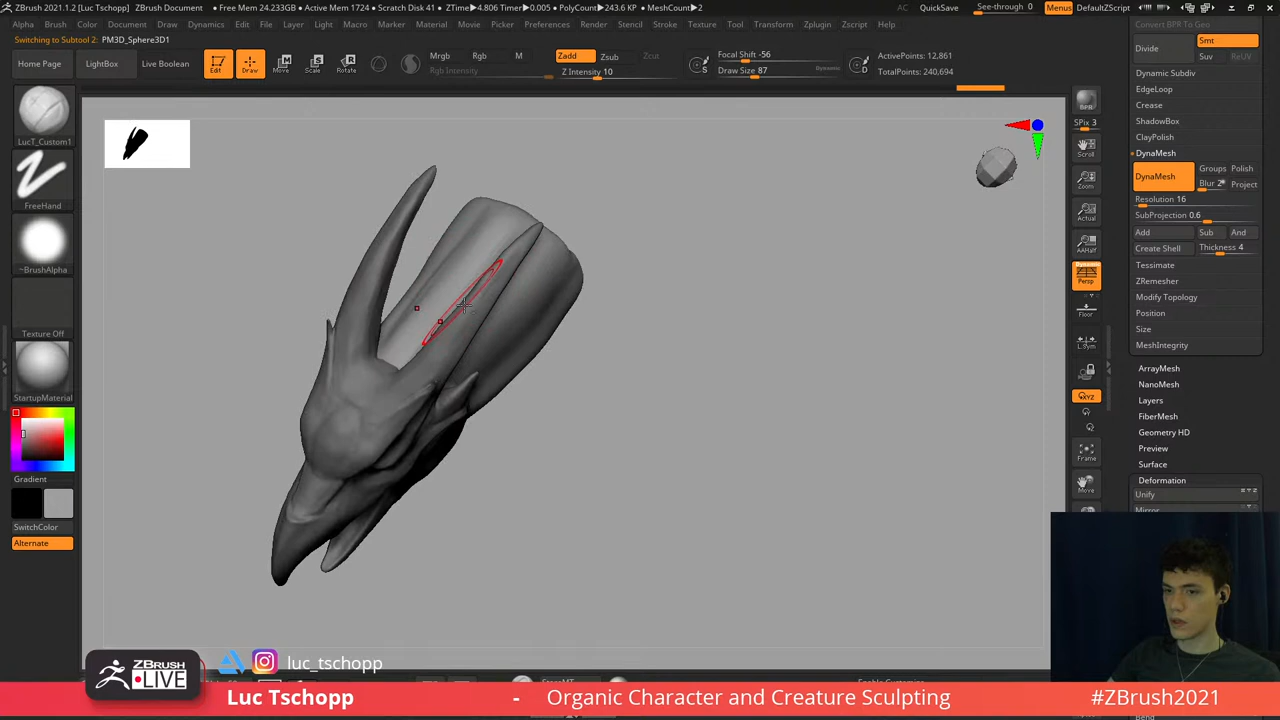 ZBrush 2021.1.2 [Luc Tschopp] ZBrush Document • Free Mem 24.233GB • Active Mem 1724 • Scratch Disk 41 • ZTime▶4.806 Timer▶0.005 • PolyCount▶243.6 KP • MeshCount▶2 AC QuickSave See-through 0 Menus DefaultZScript
Alpha Brush Color Document Draw Dynamics Edit File Layer Light Macro Marker Material Movie Picker Preferences Render Stencil Stroke Texture Tool Transform Zplugin Zscript Help
Switching to Subtool 2: PM3D_Sphere3D1
Home Page LightBox Live Boolean Edit Draw Move Scale Rotate
Mrgb Rgb M
Rgb Intensity
Zadd Zsub
Z Intensity 10
Focal Shift -56
Draw Size 87 Dynamic
ActivePoints: 12,861
TotalPoints: 240,694
LucT_Custom1
FreeHand
~BrushAlpha
Texture Off
StartupMaterial
Gradient
SwitchColor
Alternate
BPR
SPix 3
Scroll
Zoom
Actual
AAHalf
Dynamic
Persp
Floor
L.Sym
XYZ
Frame
Move
Convert BPR To Geo
Divide Smt
Suv ReUV
Dynamic Subdiv
EdgeLoop
Crease
ShadowBox
ClayPolish
DynaMesh
DynaMesh Groups Polish
Blur 2 Project
Resolution 16
SubProjection 0.6
Add Sub And
Create Shell Thickness 4
Tessimate
ZRemesher
Modify Topology
Position
Size
MeshIntegrity
ArrayMesh
NanoMesh
Layers
FiberMesh
Geometry HD
Preview
Surface
Deformation
Unify
Mirror
ZBRUSH
LIVE
luc_tschopp
Luc Tschopp - Organic Character and Creature Sculpting #ZBrush2021